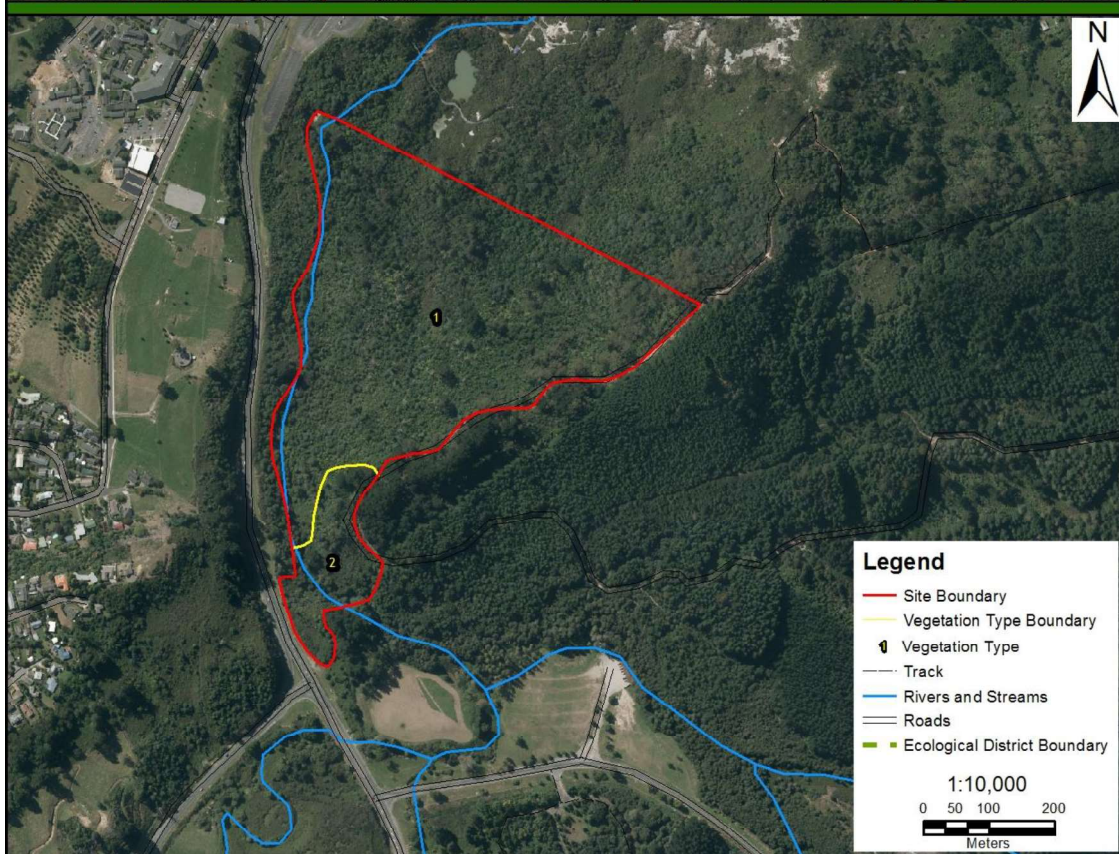 N
1
2
Legend
Site Boundary
Vegetation Type Boundary
1 Vegetation Type
Track
Rivers and Streams
Roads
Ecological District Boundary
1:10,000
0 50 100 200
Meters